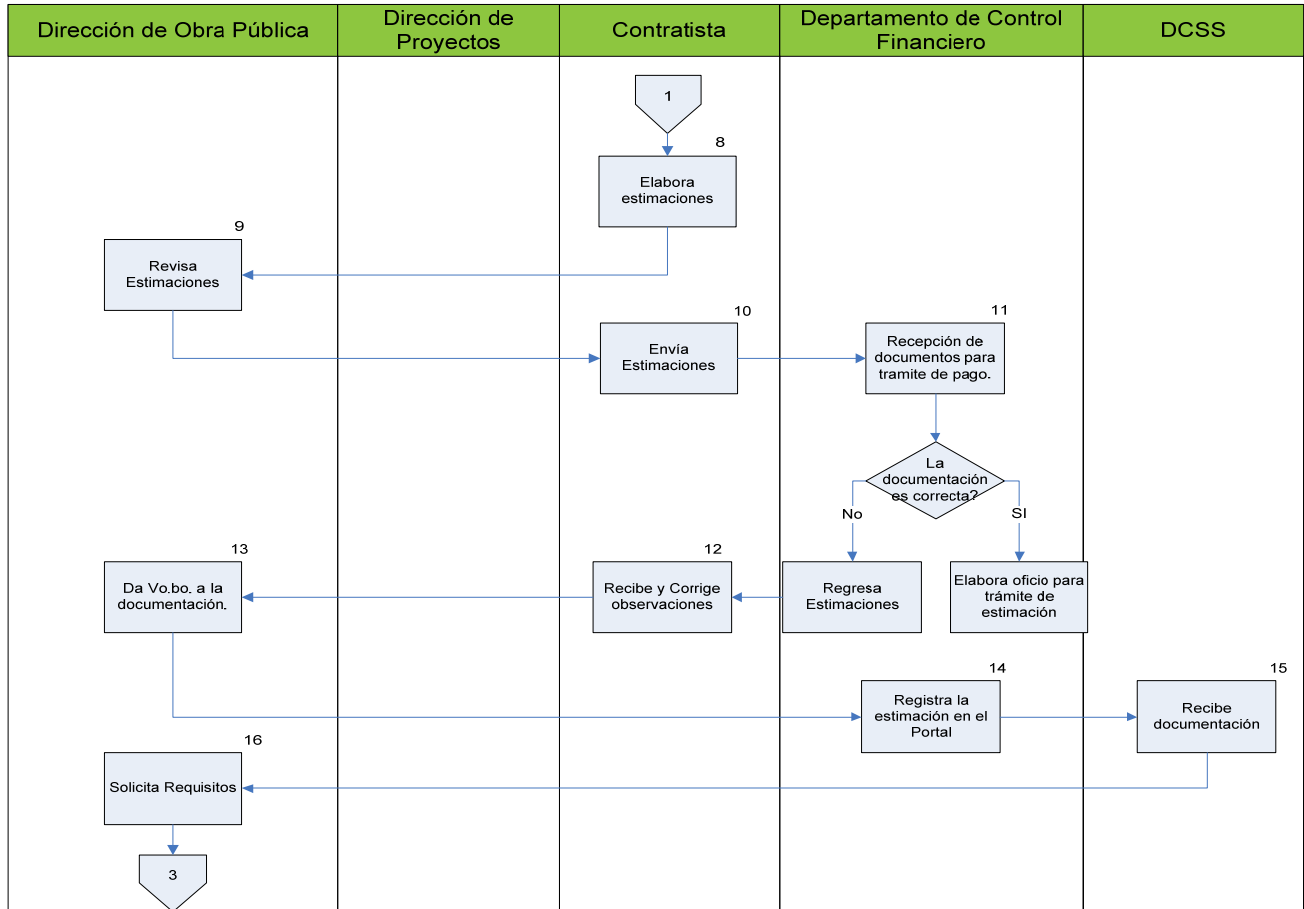 Dirección de Obra Pública
Dirección de
Proyectos
Contratista
Departamento de Control
Financiero
DCSS
1
8
Elabora
estimaciones
9
Revisa
Estimaciones
10
Envía
Estimaciones
11
Recepción de
documentos para
tramite de pago.
La
documentación
es correcta?
No
SI
13
Da Vo.bo. a la
documentación.
12
Recibe y Corrige
observaciones
Regresa
Estimaciones
Elabora oficio para
trámite de
estimación
14
Registra la
estimación en el
Portal
15
Recibe
documentación
16
Solicita Requisitos
3